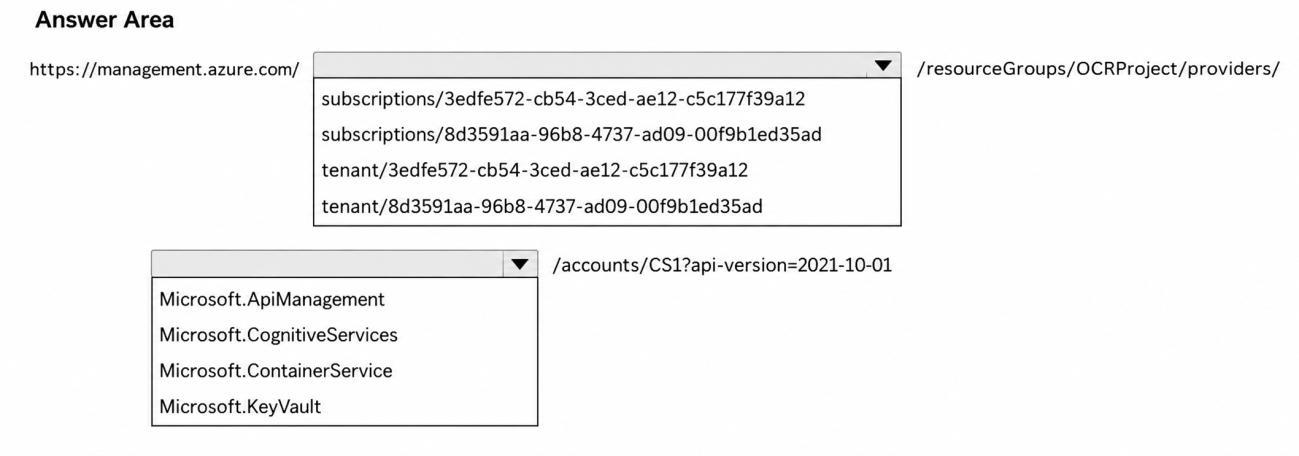 Answer Area
https://management.azure.com/ /resourceGroups/OCRProject/providers/
subscriptions/3edfe572-cb54-3ced-ae12-c5c177f39a12
subscriptions/8d3591aa-96b8-4737-ad09-00f9b1ed35ad
tenant/3edfe572-cb54-3ced-ae12-c5c177f39a12
tenant/8d3591aa-96b8-4737-ad09-00f9b1ed35ad
/accounts/CS1?api-version=2021-10-01
Microsoft.ApiManagement
Microsoft.CognitiveServices
Microsoft.ContainerService
Microsoft.KeyVault